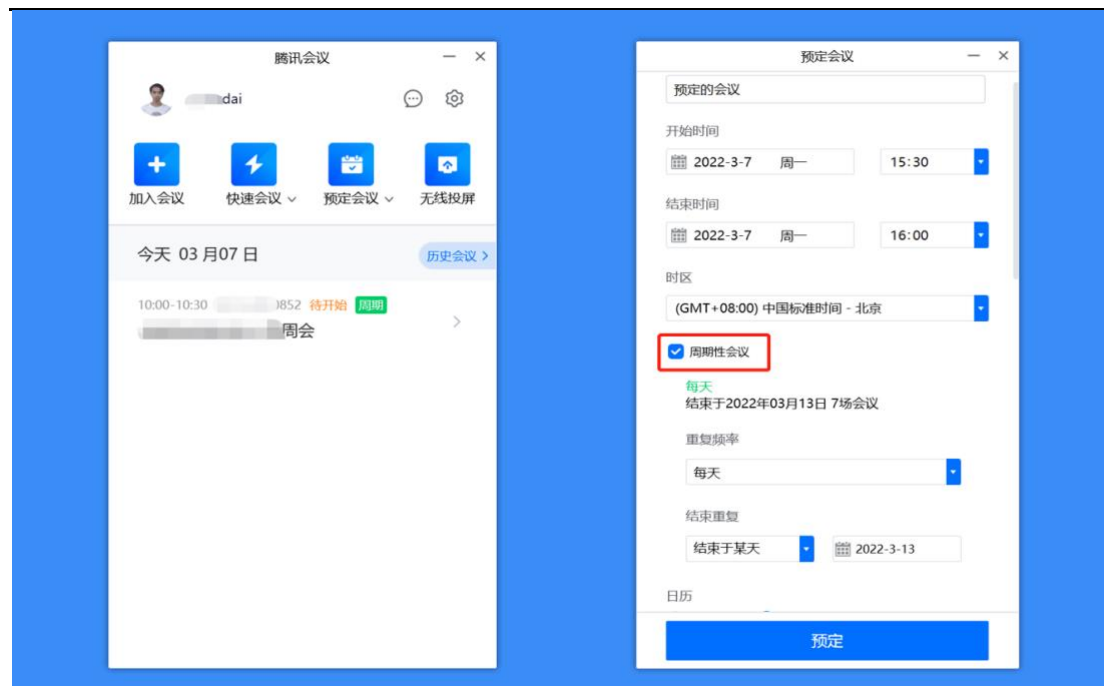 腾讯会议
dai
加入会议
快速会议
预定会议
无线投屏
今天 03月07日
历史会议
10:00-10:30 0852 待开始 周期
周会
预定会议
预定的会议
开始时间
2022-3-7 周一 15:30
结束时间
2022-3-7 周一 16:00
时区
(GMT+08:00) 中国标准时间 - 北京
周期性会议
每天
结束于2022年03月13日 7场会议
重复频率
每天
结束重复
结束于某天 2022-3-13
日历
预定